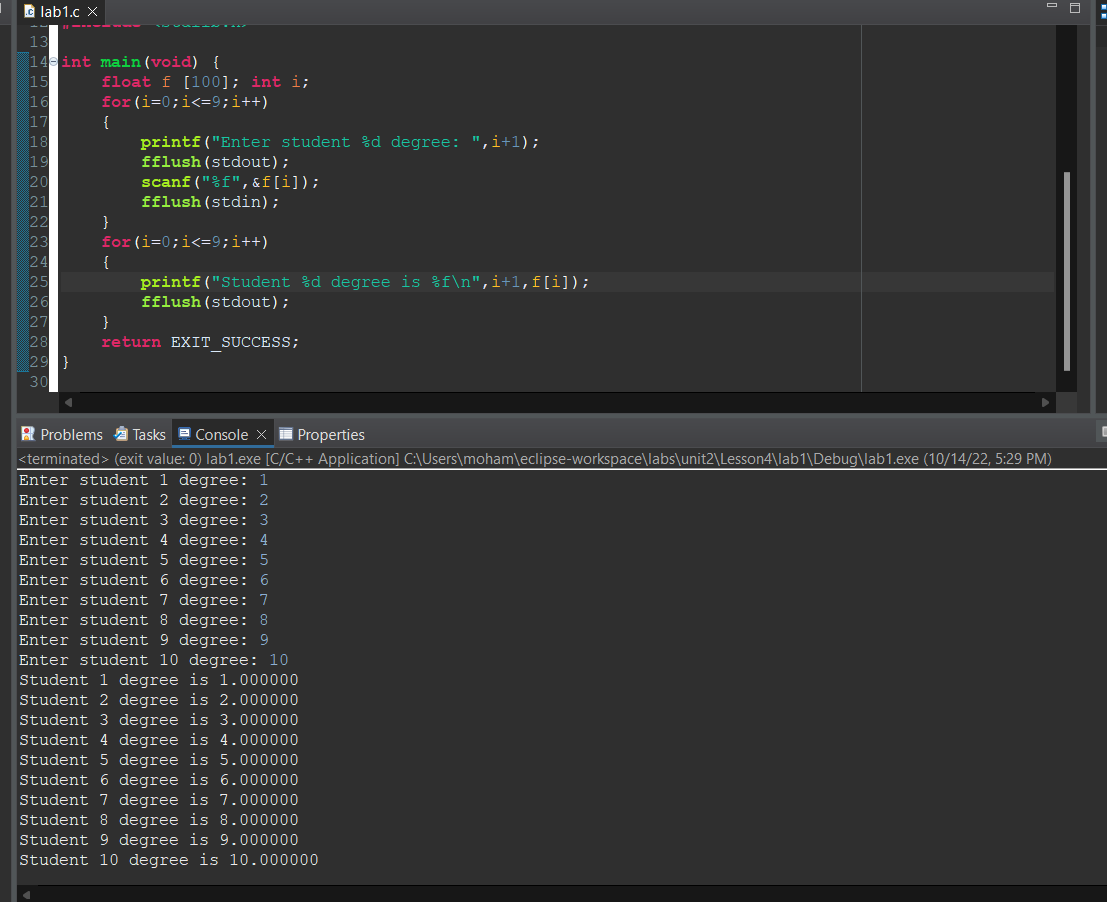 lab1.c
12 #include <stdlib.h>
13
14 int main(void) {
15 float f [100]; int i;
16 for(i=0;i<=9;i++)
17 {
18 printf("Enter student %d degree: ",i+1);
19 fflush(stdout);
20 scanf("%f",&f[i]);
21 fflush(stdin);
22 }
23 for(i=0;i<=9;i++)
24 {
25 printf("Student %d degree is %f\n",i+1,f[i]);
26 fflush(stdout);
27 }
28 return EXIT_SUCCESS;
29 }
30
Problems Tasks Console Properties
<terminated> (exit value: 0) lab1.exe [C/C++ Application] C:\Users\moham\eclipse-workspace\labs\unit2\Lesson4\lab1\Debug\lab1.exe (10/14/22, 5:29 PM)
Enter student 1 degree: 1
Enter student 2 degree: 2
Enter student 3 degree: 3
Enter student 4 degree: 4
Enter student 5 degree: 5
Enter student 6 degree: 6
Enter student 7 degree: 7
Enter student 8 degree: 8
Enter student 9 degree: 9
Enter student 10 degree: 10
Student 1 degree is 1.000000
Student 2 degree is 2.000000
Student 3 degree is 3.000000
Student 4 degree is 4.000000
Student 5 degree is 5.000000
Student 6 degree is 6.000000
Student 7 degree is 7.000000
Student 8 degree is 8.000000
Student 9 degree is 9.000000
Student 10 degree is 10.000000